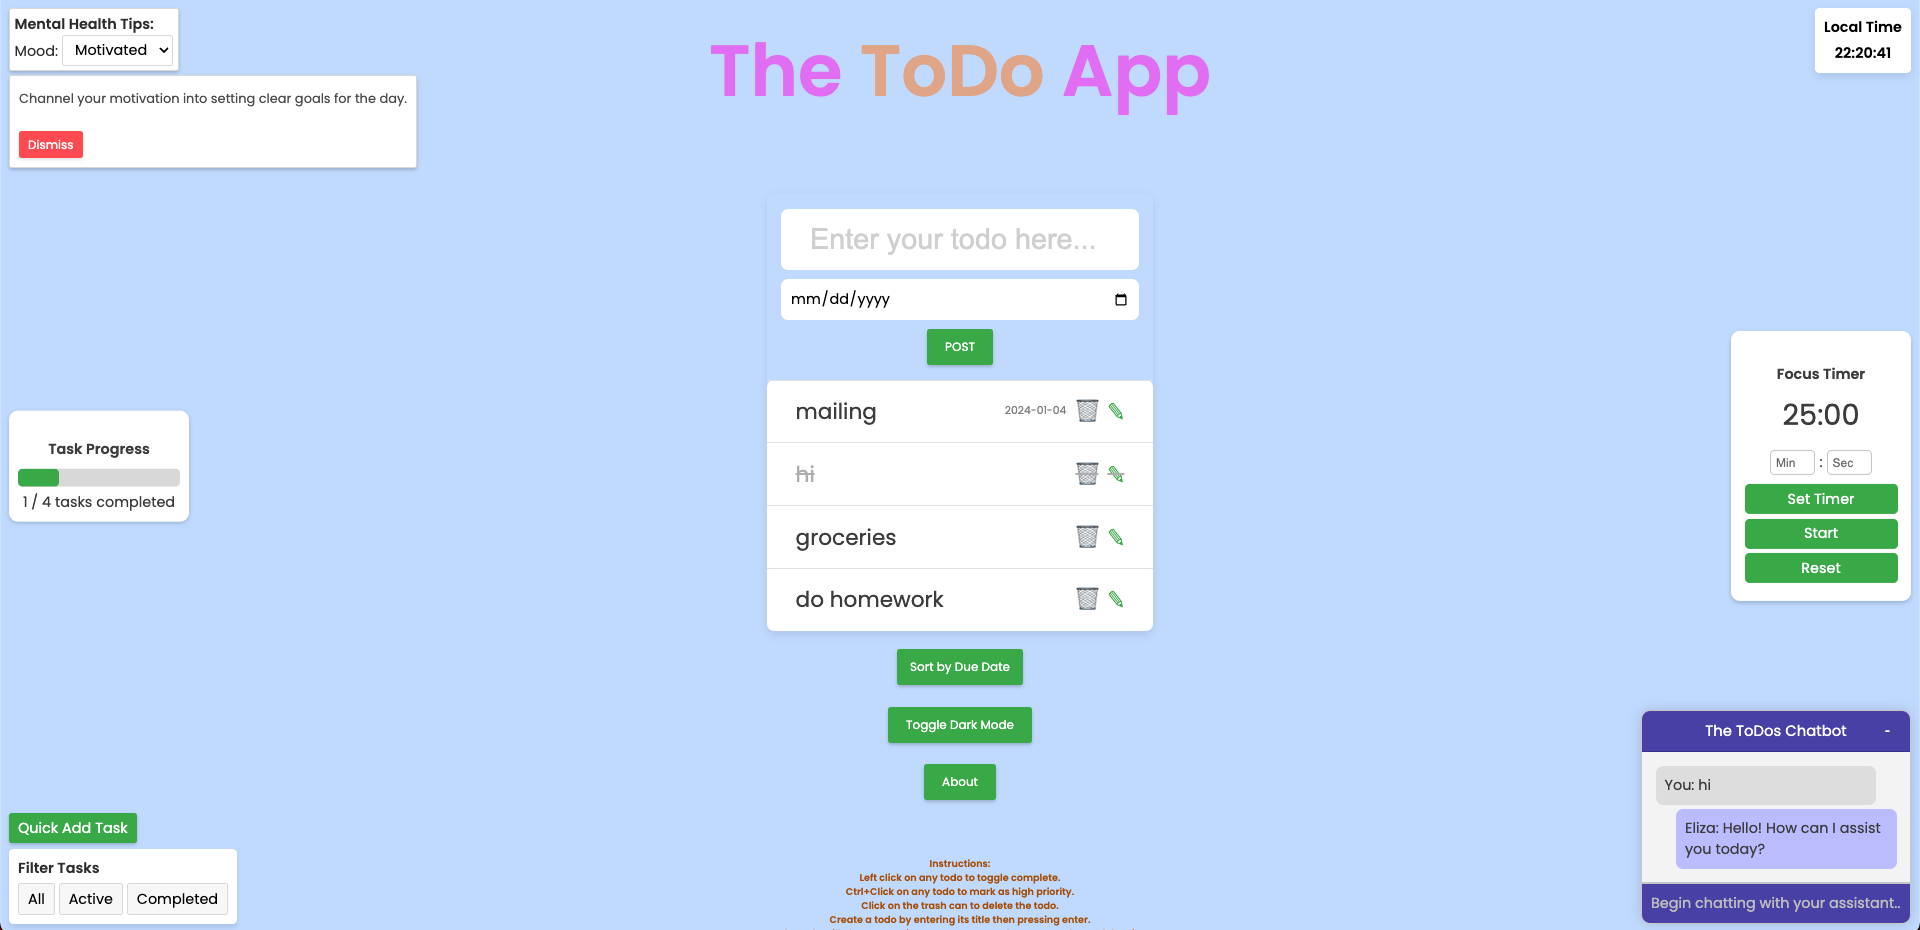 Mental Health Tips:
Mood: Motivated
Channel your motivation into setting clear goals for the day.
Dismiss
The ToDo App
Local Time
22:20:41
Enter your todo here...
mm/dd/yyyy
POST
mailing 2024-01-04
hi
groceries
do homework
Sort by Due Date
Toggle Dark Mode
About
Task Progress
1 / 4 tasks completed
Focus Timer
25:00
Min : Sec
Set Timer
Start
Reset
Quick Add Task
Filter Tasks
All Active Completed
Instructions:
Left click on any todo to toggle complete.
Ctrl+Click on any todo to mark as high priority.
Click on the trash can to delete the todo.
Create a todo by entering its title then pressing enter.
The ToDos Chatbot -
You: hi
Eliza: Hello! How can I assist
you today?
Begin chatting with your assistant..